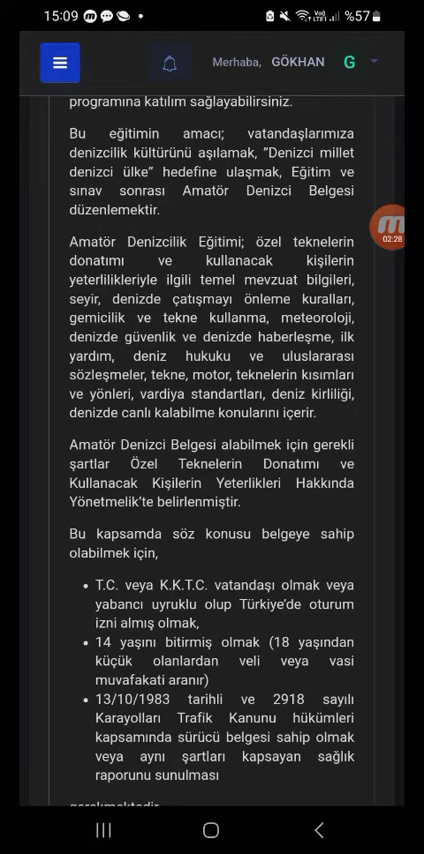 15:09
%57
Merhaba, GÖKHAN G
programına katılım sağlayabilirsiniz.
Bu eğitimin amacı; vatandaşlarımıza
denizcilik kültürünü aşılamak, ”Denizci millet
denizci ülke” hedefine ulaşmak, Eğitim ve
sınav sonrası Amatör Denizci Belgesi
düzenlemektir.
02:28
Amatör Denizcilik Eğitimi; özel teknelerin
donatımı ve kullanacak kişilerin
yeterlilikleriyle ilgili temel mevzuat bilgileri,
seyir, denizde çatışmayı önleme kuralları,
gemicilik ve tekne kullanma, meteoroloji,
denizde güvenlik ve denizde haberleşme, ilk
yardım, deniz hukuku ve uluslararası
sözleşmeler, tekne, motor, teknelerin kısımları
ve yönleri, vardiya standartları, deniz kirliliği,
denizde canlı kalabilme konularını içerir.
Amatör Denizci Belgesi alabilmek için gerekli
şartlar Özel Teknelerin Donatımı ve
Kullanacak Kişilerin Yeterlikleri Hakkında
Yönetmelik’te belirlenmiştir.
Bu kapsamda söz konusu belgeye sahip
olabilmek için,
• T.C. veya K.K.T.C. vatandaşı olmak veya
yabancı uyruklu olup Türkiye’de oturum
izni almış olmak,
• 14 yaşını bitirmiş olmak (18 yaşından
küçük olanlardan veli veya vasi
muvafakati aranır)
• 13/10/1983 tarihli ve 2918 sayılı
Karayolları Trafik Kanunu hükümleri
kapsamında sürücü belgesi sahip olmak
veya aynı şartları kapsayan sağlık
raporunu sunulması
gerekmektedir